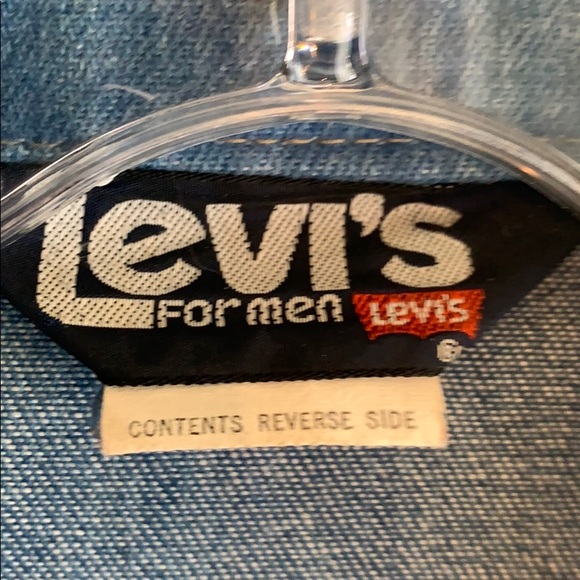 Levi's
For men Levi's
CONTENTS REVERSE SIDE